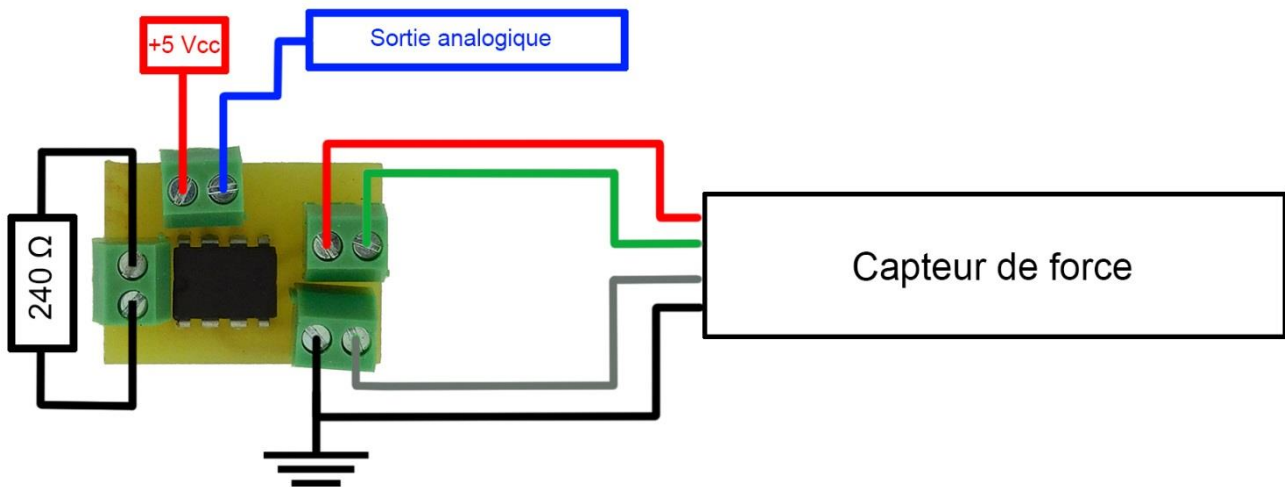 +5 Vcc
Sortie analogique
240 Ω
Capteur de force